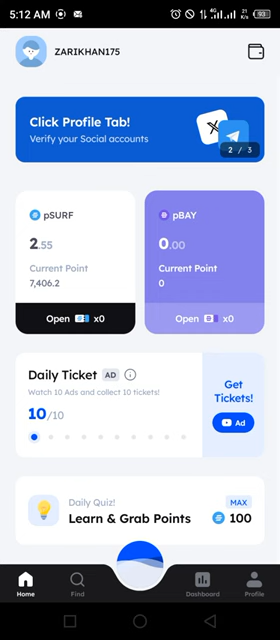 5:12 AM
4G
21
K/s
93
ZARIKHAN175
Click Profile Tab!
Verify your Social accounts
2 / 3
pSURF
2.55
Current Point
7,406.2
Open x0
pBAY
0.00
Current Point
0
Open x0
Daily Ticket AD
Watch 10 Ads and collect 10 tickets!
10/10
Get
Tickets!
Ad
Daily Quiz!
Learn & Grab Points
MAX
100
Home
Find
Dashboard
Profile